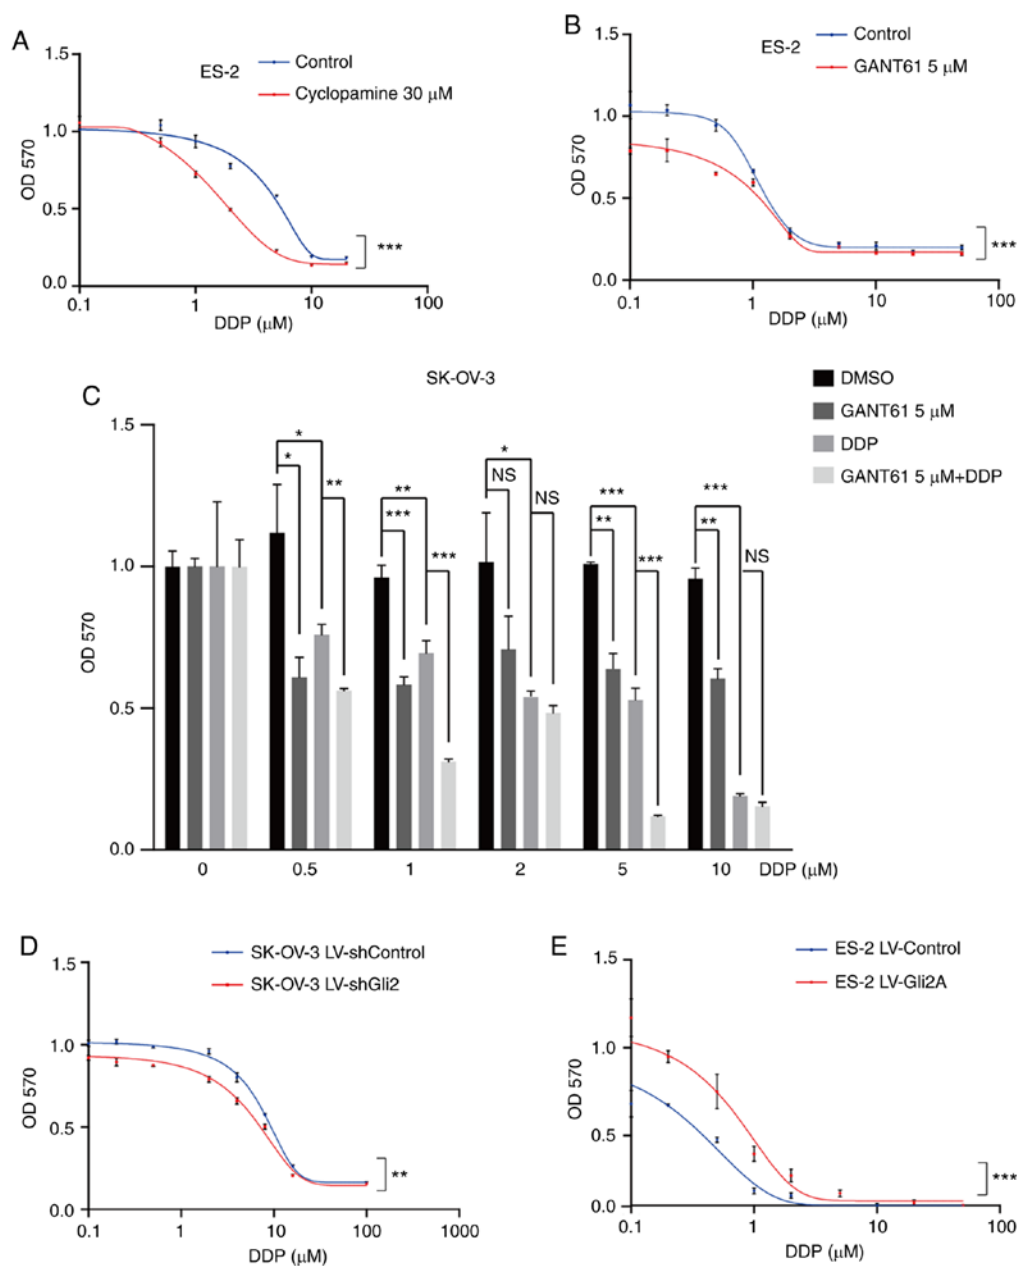 A
ES-2
Control
Cyclopamine 30 μM
1.5
1.0
0.5
0.0
OD 570
***
0.1 1 10 100
DDP (μM)
B
ES-2
Control
GANT61 5 μM
1.5
1.0
0.5
0.0
OD 570
***
0.1 1 10 100
DDP (μM)
C
SK-OV-3
DMSO
GANT61 5 μM
DDP
GANT61 5 μM+DDP
1.5
1.0
0.5
0.0
OD 570
* * **
** *** ***
* NS NS
*** ** ***
*** ** NS
0 0.5 1 2 5 10 DDP (μM)
D
SK-OV-3 LV-shControl
SK-OV-3 LV-shGli2
1.5
1.0
0.5
0.0
OD 570
**
0.1 1 10 100 1000
DDP (μM)
E
ES-2 LV-Control
ES-2 LV-Gli2A
1.5
1.0
0.5
0.0
OD 570
***
0.1 1 10 100
DDP (μM)